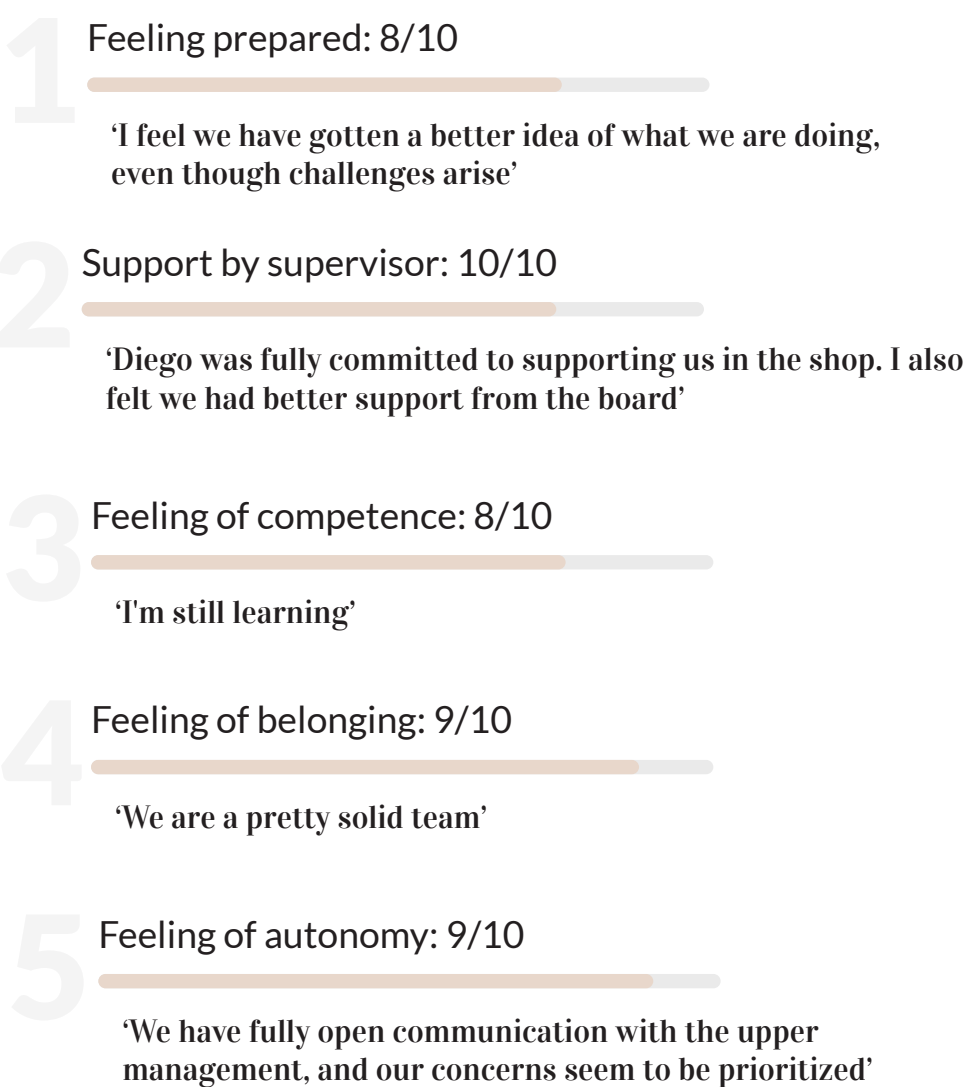 1
Feeling prepared: 8/10
‘I feel we have gotten a better idea of what we are doing,
even though challenges arise’
2
Support by supervisor: 10/10
‘Diego was fully committed to supporting us in the shop. I also
felt we had better support from the board’
3
Feeling of competence: 8/10
‘I'm still learning’
4
Feeling of belonging: 9/10
‘We are a pretty solid team’
5
Feeling of autonomy: 9/10
‘We have fully open communication with the upper
management, and our concerns seem to be prioritized’